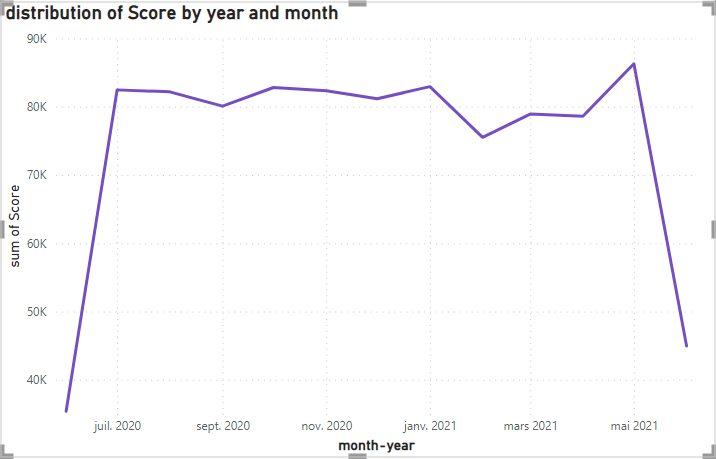 distribution of Score by year and month
90K
80K
70K
60K
50K
40K
sum of Score
juil. 2020 sept. 2020 nov. 2020 janv. 2021 mars 2021 mai 2021
month-year